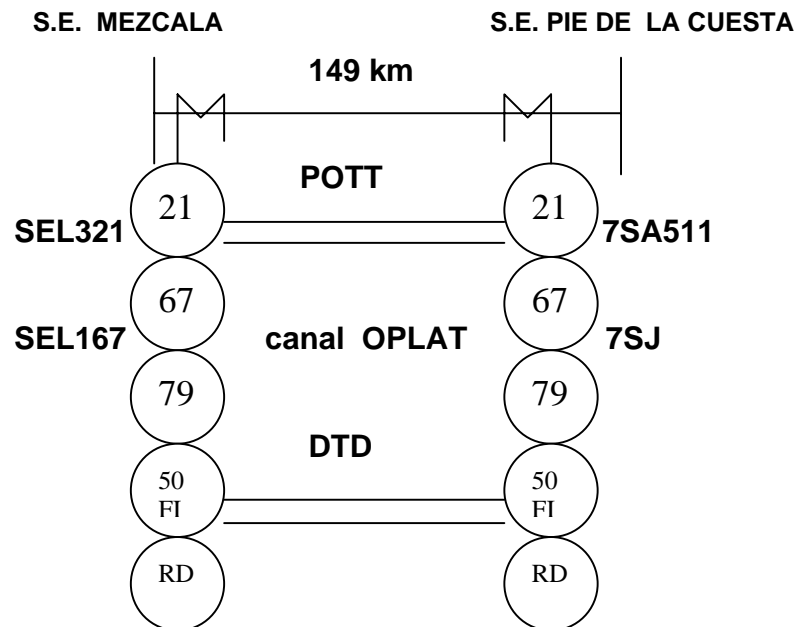 S.E. MEZCALA
S.E. PIE DE LA CUESTA
149 km
POTT
21
21
SEL321
7SA511
67
67
SEL167
canal OPLAT
7SJ
79
79
DTD
50
50
FI
FI
RD
RD